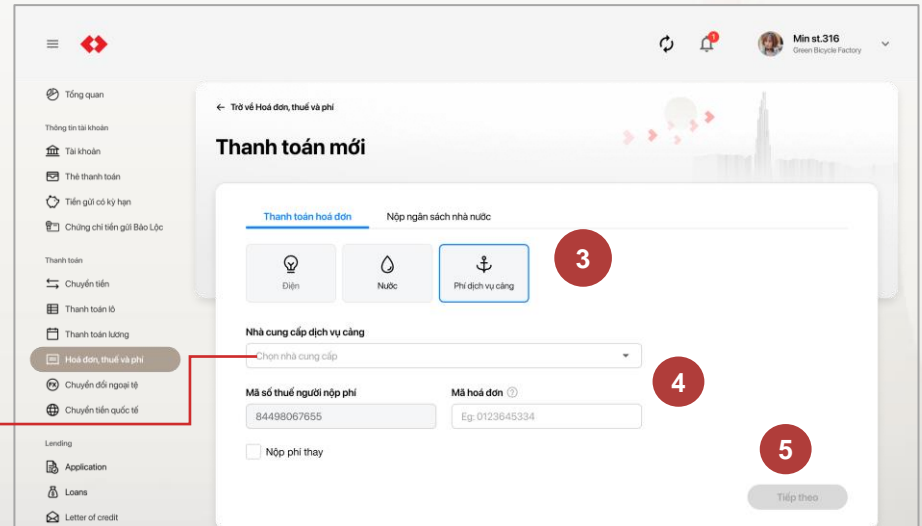 1
Min st.316
Green Bicycle Factory
Tổng quan
Thông tin tài khoản
Tài khoản
Thẻ thanh toán
Tiền gửi có kỳ hạn
Chứng chỉ tiền gửi Bảo Lộc
Thanh toán
Chuyển tiền
Thanh toán lô
Thanh toán lương
Hoá đơn, thuế và phí
FX
Chuyển đổi ngoại tệ
Chuyển tiền quốc tế
Lending
Application
Loans
Letter of credit
← Trở về Hoá đơn, thuế và phí
Thanh toán mới
Thanh toán hoá đơn Nộp ngân sách nhà nước
Điện Nước Phí dịch vụ cảng
3
Nhà cung cấp dịch vụ cảng
Chọn nhà cung cấp
4
Mã số thuế người nộp phí Mã hoá đơn ?
84498067655 Eg: 0123645334
Nộp phí thay
5
Tiếp theo